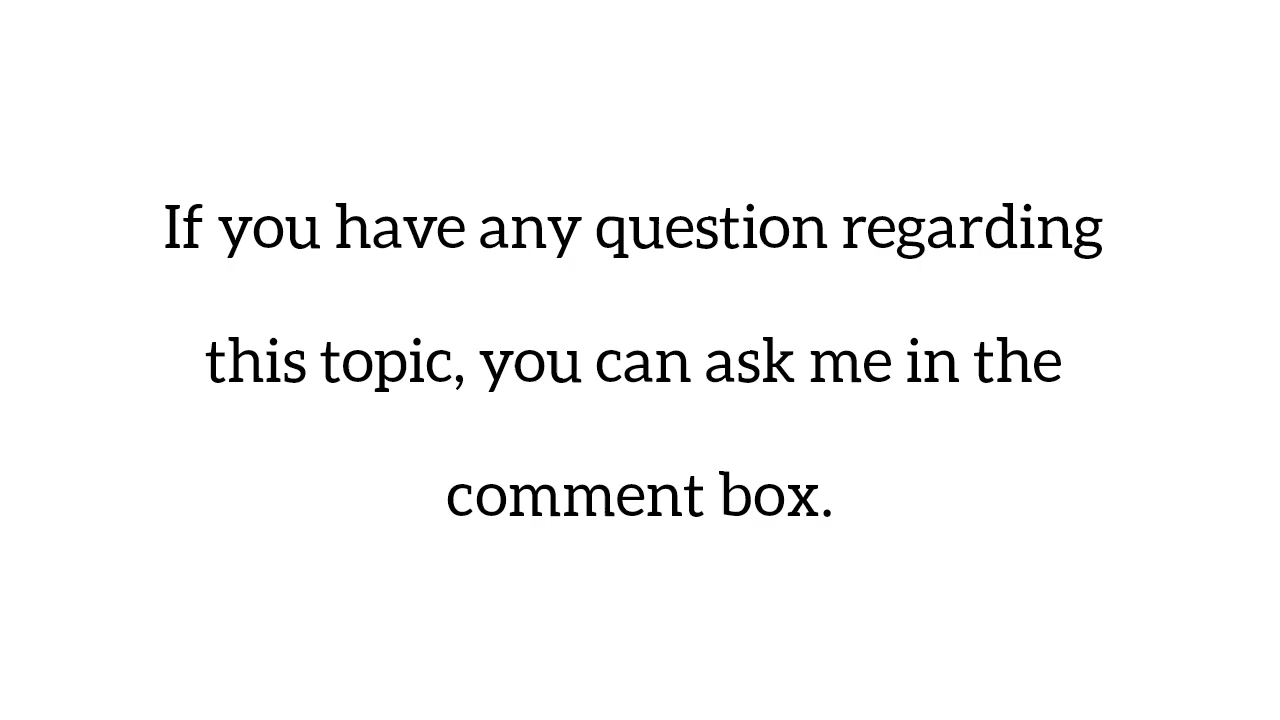 If you have any question regarding
this topic, you can ask me in the
comment box.